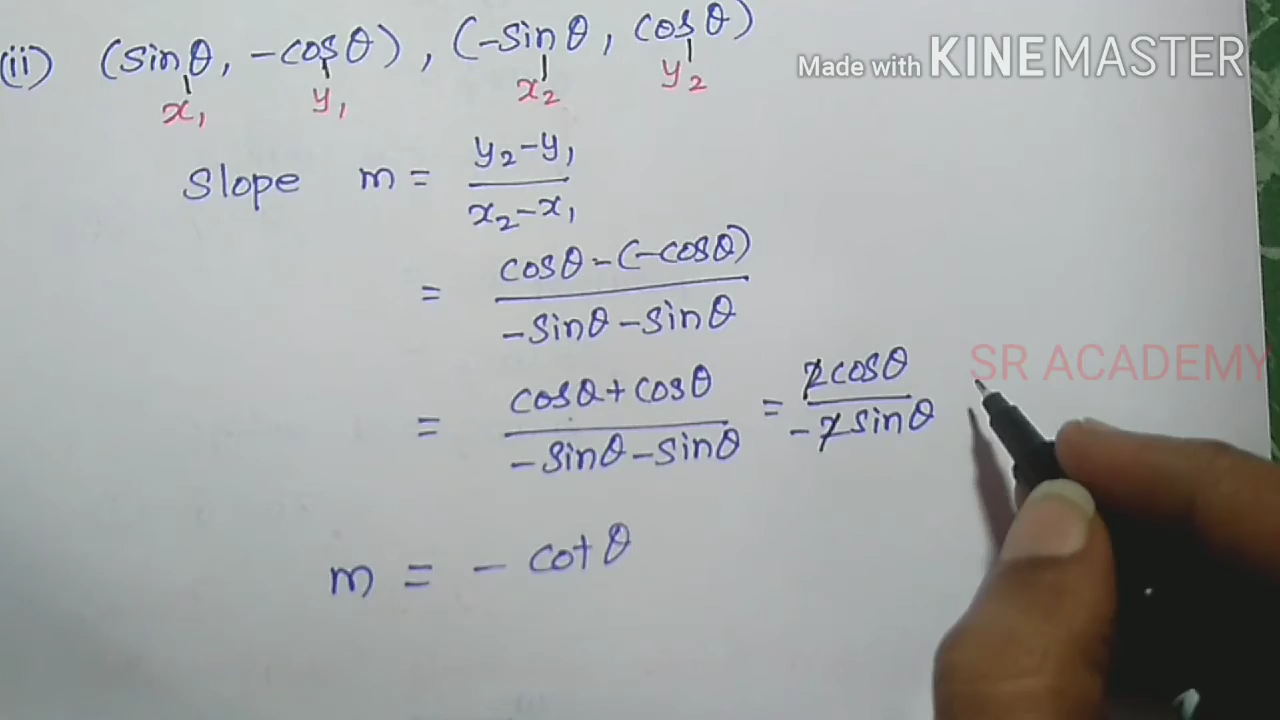 (ii) (sinθ, -cosθ), (-sinθ, cosθ)
Made with KINEMASTER
x₁ y₁ x₂ y₂
Slope m = y₂-y₁ / x₂-x₁
= cosθ-(-cosθ) / -sinθ-sinθ
SR ACADEMY
= cosθ+cosθ / -sinθ-sinθ = 2cosθ / -2sinθ
m = - cotθ